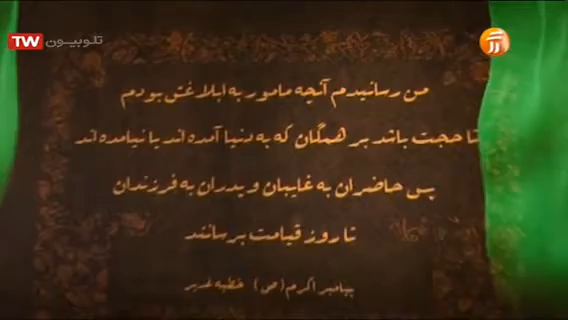 TW تلوبیون
من رسانیدم آنچه مامور به ابلاغش بودم
تا حجت باشد بر همگان که به دنیا آمده اند یا نیامده اند
پس حاضران به غایبان و پدران به فرزندان
تا روز قیامت برسانند
پیامبر اکرم (ص) خطبه غدیر